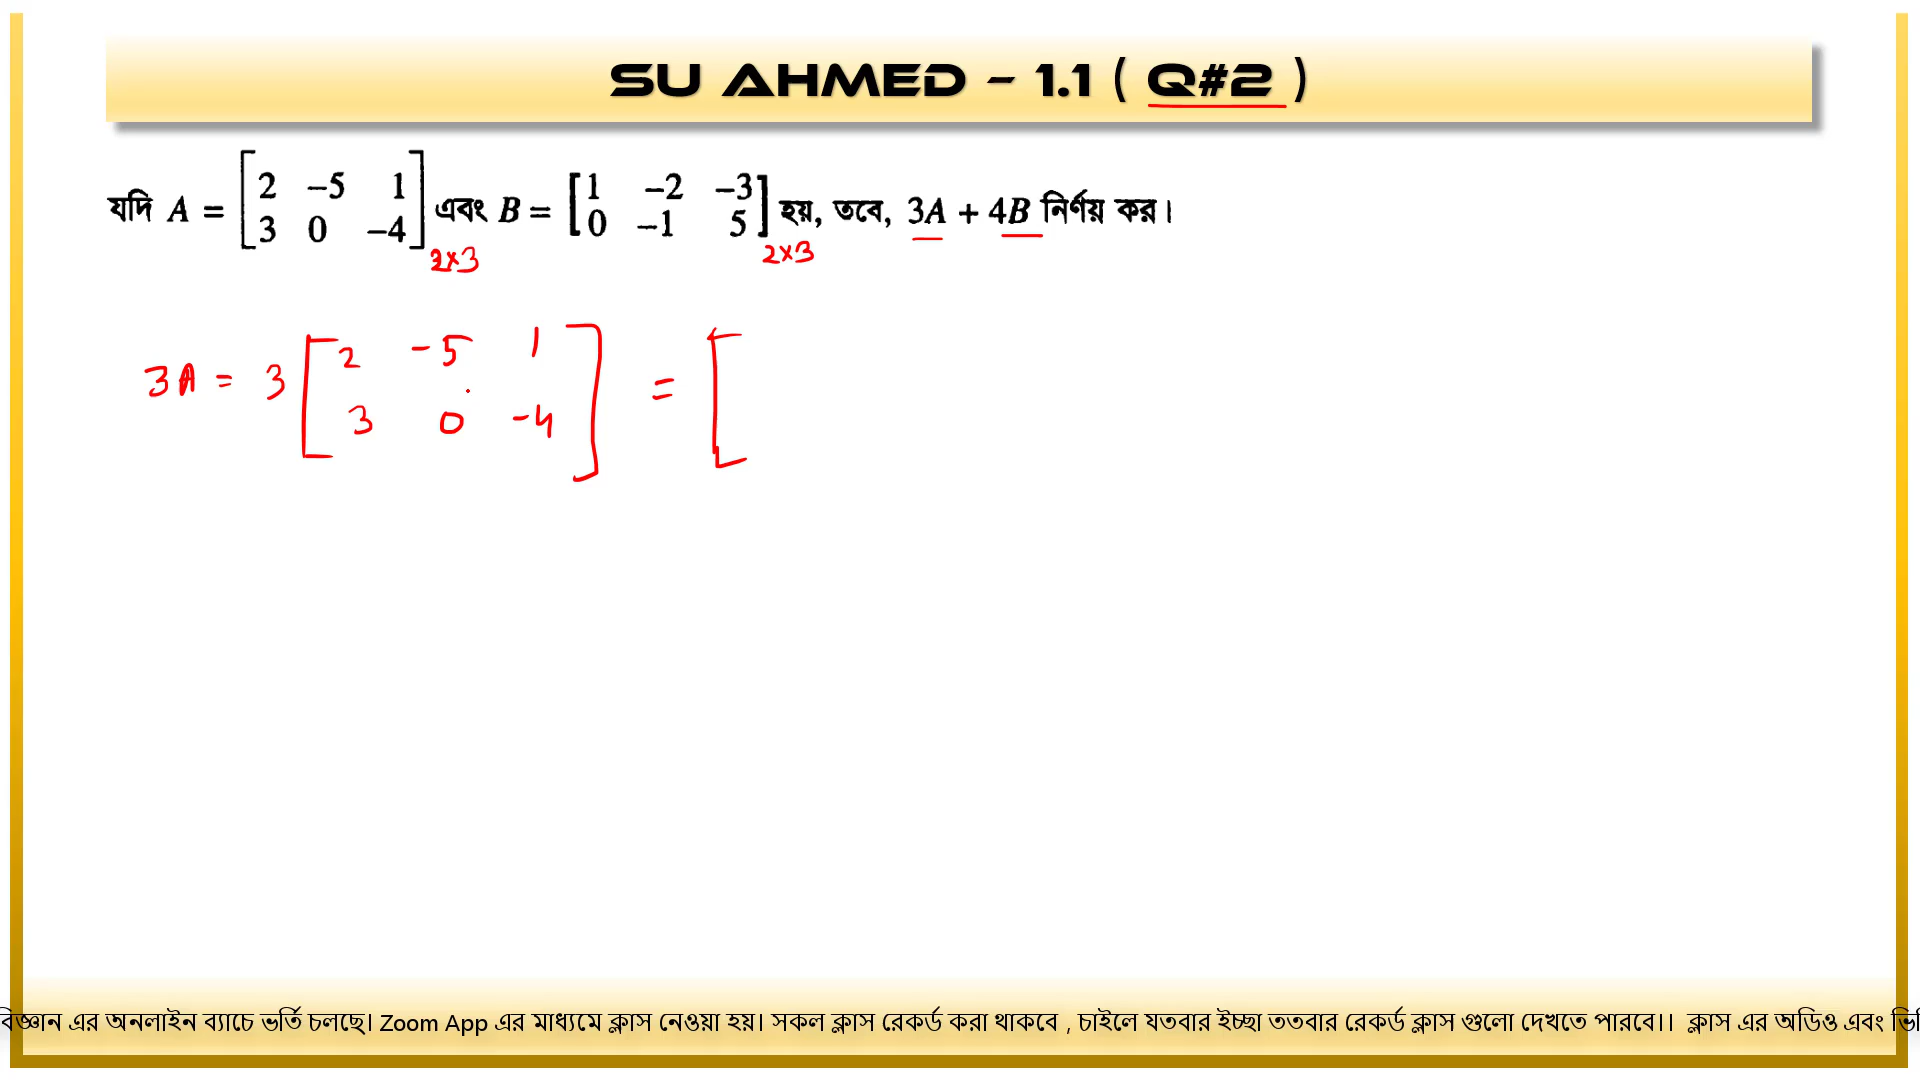 SU AHMED - 1.1 ( Q#2 )
যদি A = [2 -5 1 এবং B = [1 -2 -3 হয়, তবে, 3A + 4B নির্ণয় কর।
3 0 -4] 0 -1 5]
2×3 2×3
3A = 3 [2 -5 1 = [
3 0 -4]
বিজ্ঞান এর অনলাইন ব্যাচে ভর্তি চলছে। Zoom App এর মাধ্যমে ক্লাস নেওয়া হয়। সকল ক্লাস রেকর্ড করা থাকবে , চাইলে যতবার ইচ্ছা ততবার রেকর্ড ক্লাস গুলো দেখতে পারবে।। ক্লাস এর অডিও এবং